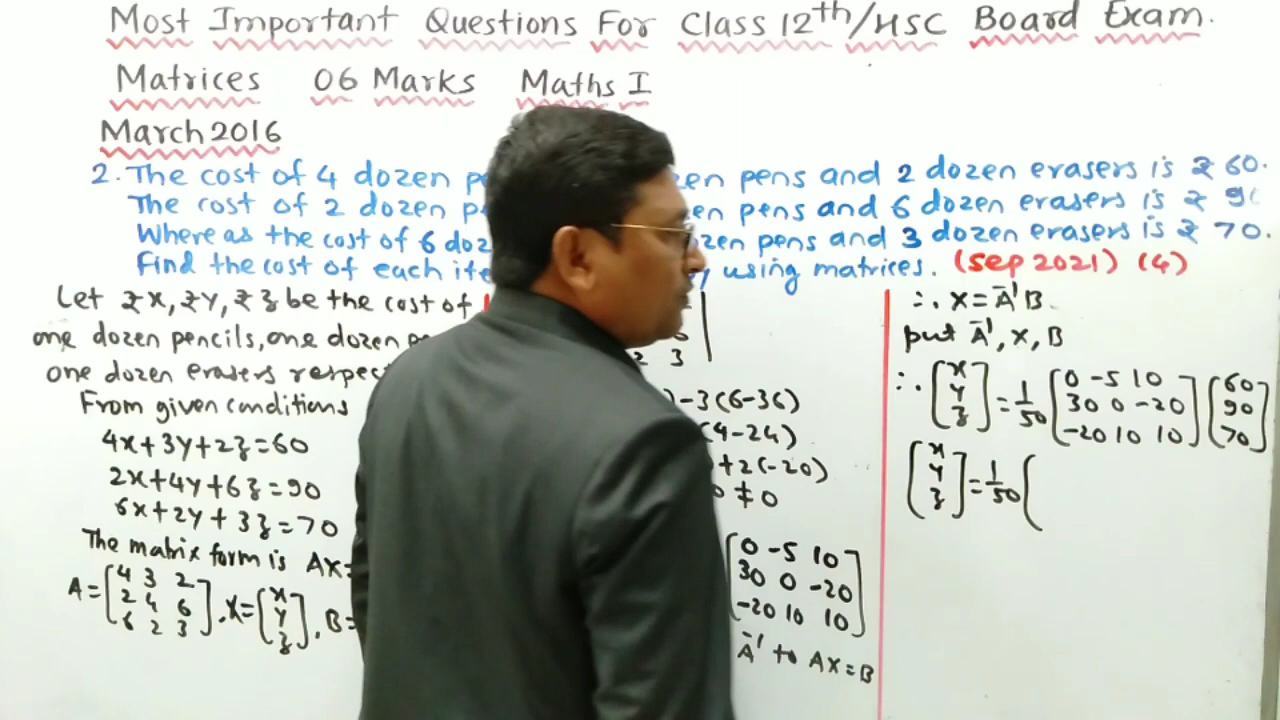 Most Important Questions For Class 12th/HSC Board Exam.
Matrices 06 Marks Maths I
March 2016
2. The cost of 4 dozen pens and 2 dozen erasers is ₹ 60.
The cost of 2 dozen pens and 6 dozen erasers is ₹
Where as the cost of 6 pens and 3 dozen erasers is ₹ 70.
Find the cost of each using matrices. (Sep 2021) (4)
Let ₹ x, ₹ y, ₹ z be the cost of
one dozen pencils, one dozen
one dozen erasers
From given conditions
4x+3y+2z=60
2x+4y+6z=90
6x+2y+3z=70
The matrix form is AX=
A=[4 3 2
2 4 6
6 2 3], X=[x
y
z], B=
2 3
-3(6-36)
(4-24)
+2(-20)
≠0
[0 -5 10
30 0 -20
-20 10 10]
A⁻¹ to AX=B
∴ X=A⁻¹B.
put A⁻¹, X, B
∴ [x
y
z] = 1/50 [0 -5 10
30 0 -20
-20 10 10] [60
90
70]
[x
y
z] = 1/50 [